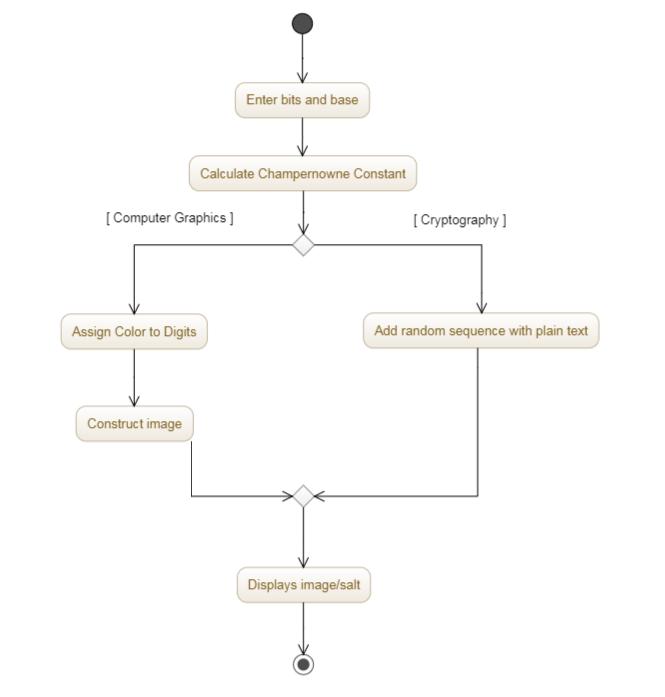 Enter bits and base
Calculate Champernowne Constant
[ Computer Graphics ]
[ Cryptography ]
Assign Color to Digits
Add random sequence with plain text
Construct image
Displays image/salt